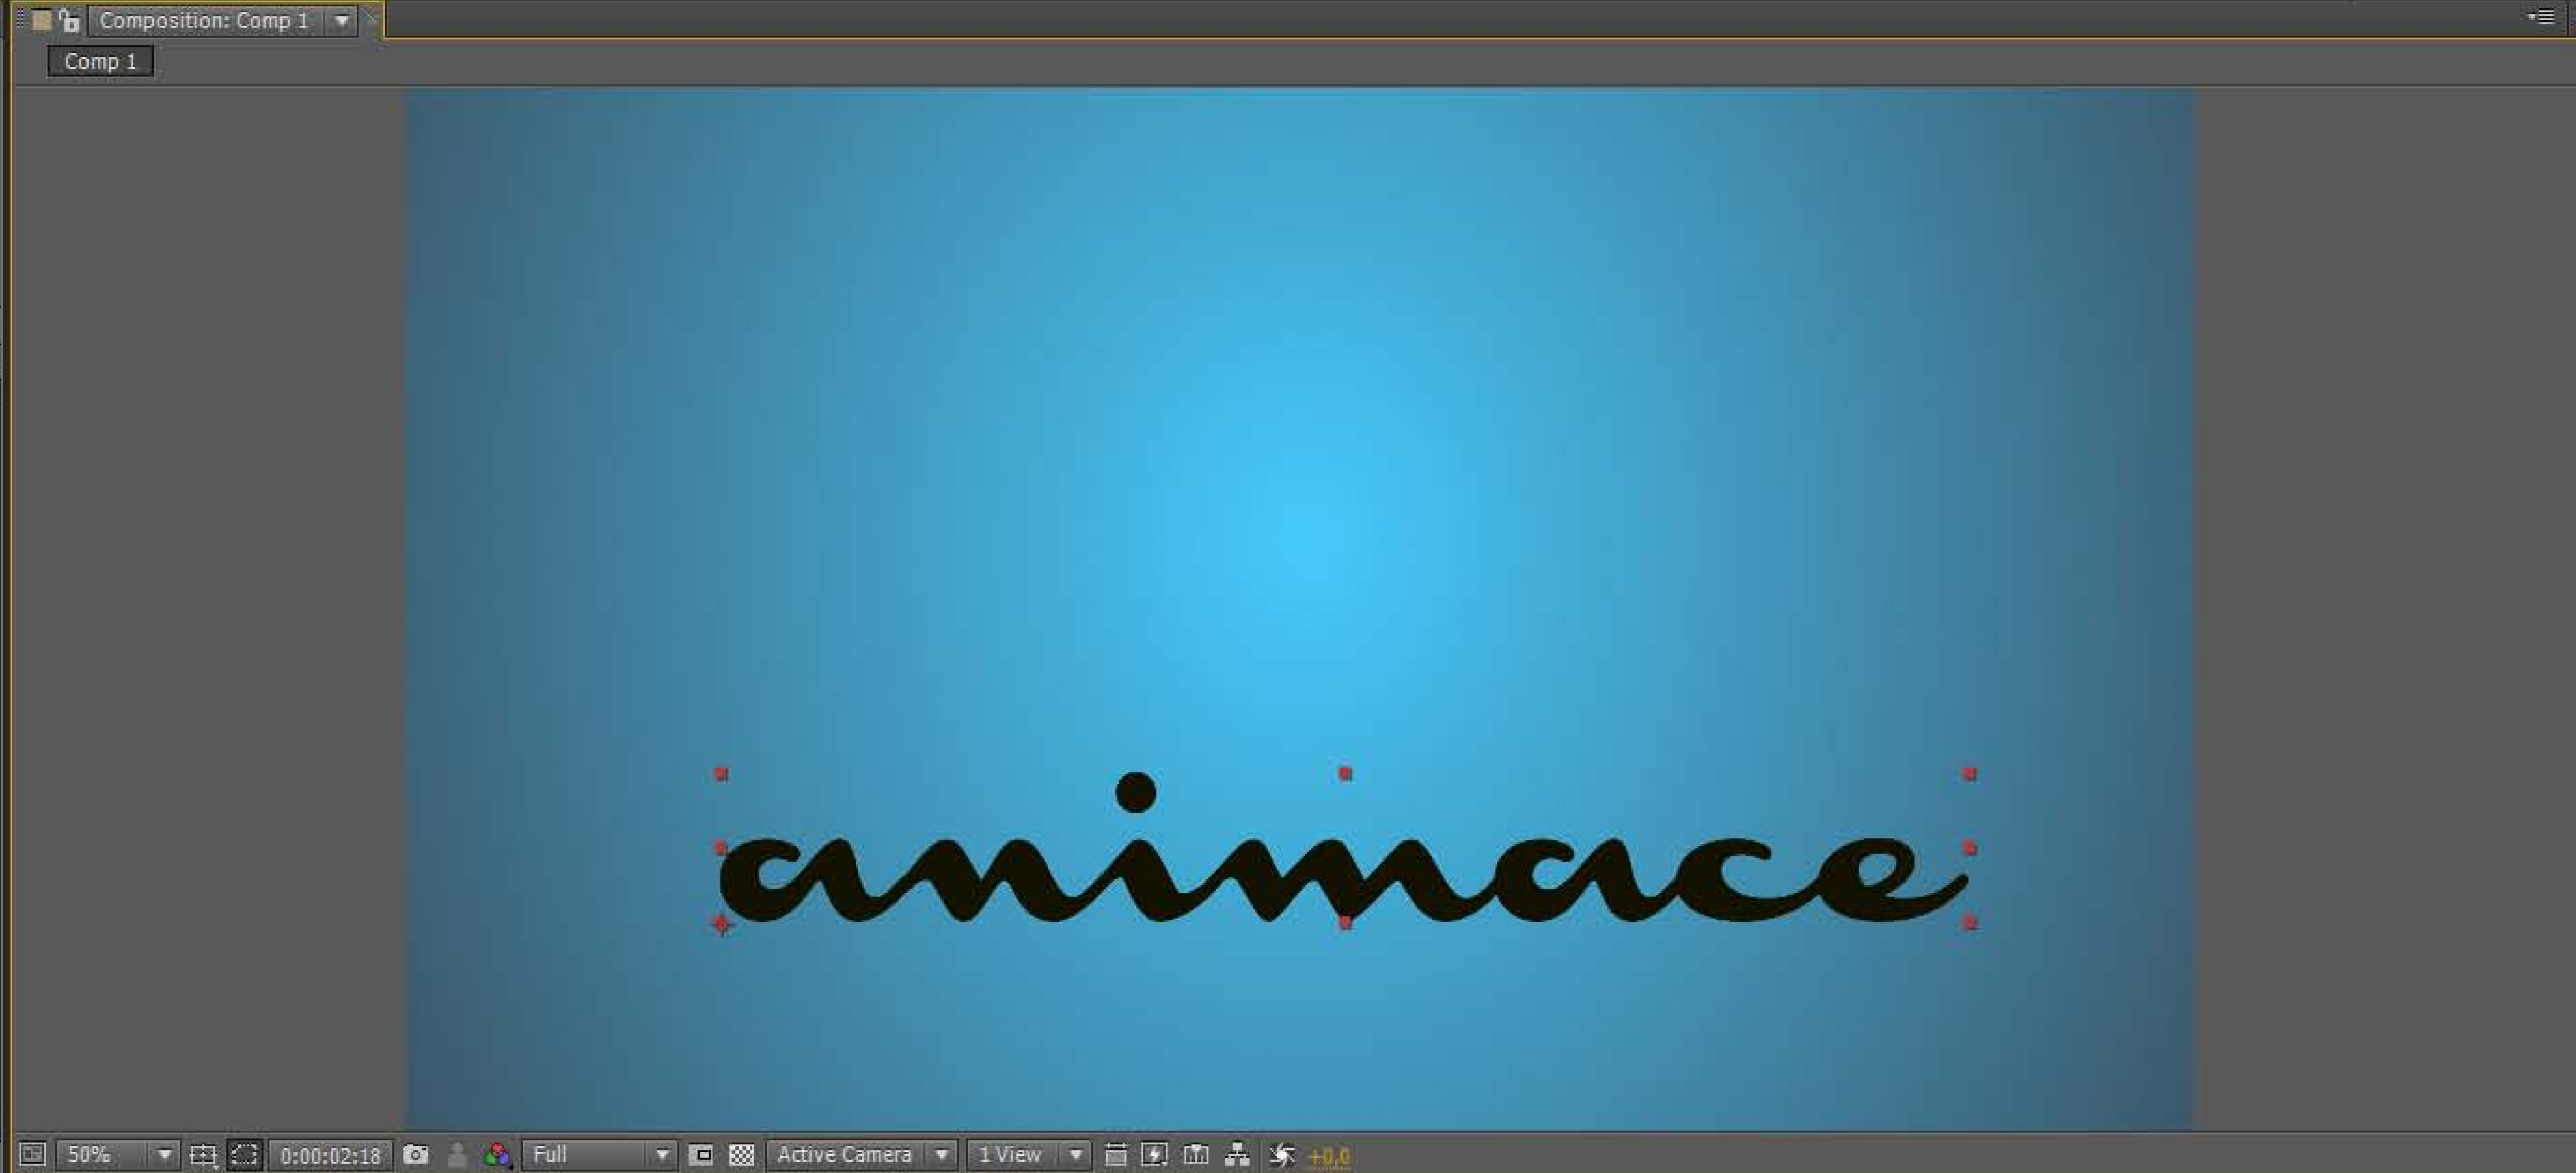 Composition: Comp 1
Comp 1
animace
50% 0:00:02:18 Full Active Camera 1 View +0,0